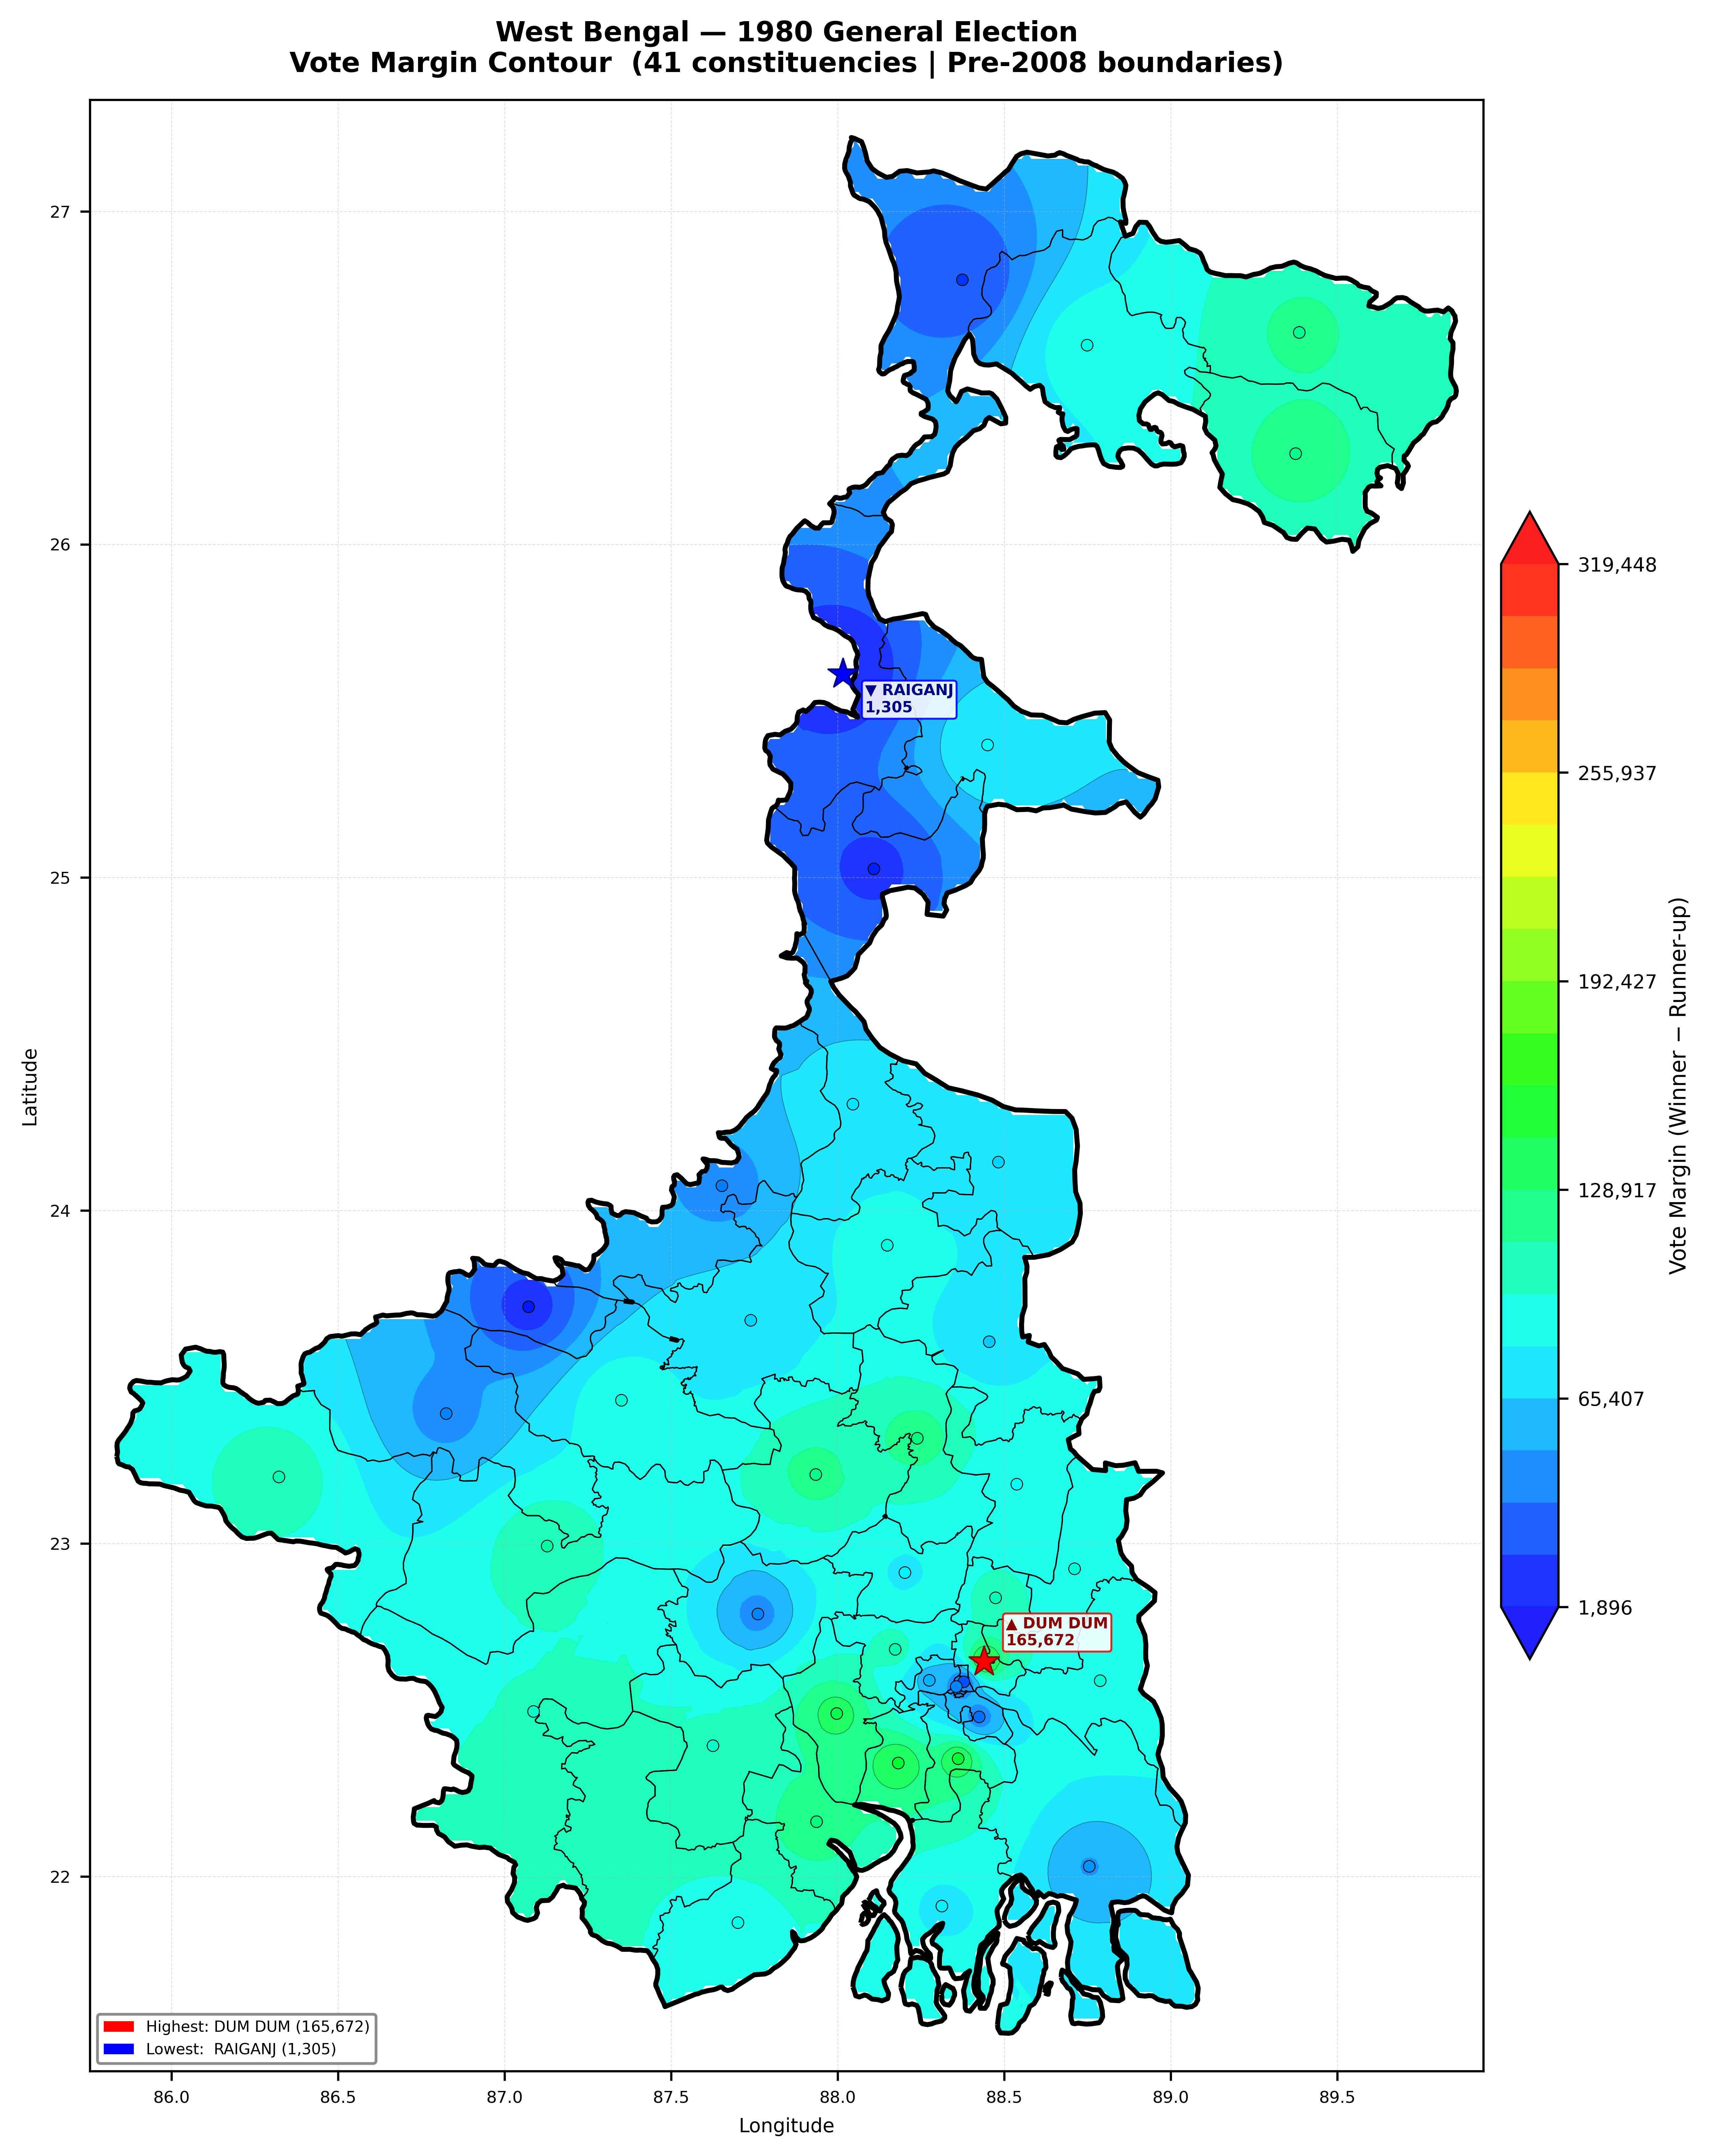 West Bengal — 1980 General Election
Vote Margin Contour (41 constituencies | Pre-2008 boundaries)
27
26
25
24
23
22
Latitude
▼ RAIGANJ
1,305
▲ DUM DUM
165,672
Highest: DUM DUM (165,672)
Lowest: RAIGANJ (1,305)
86.0 86.5 87.0 87.5 88.0 88.5 89.0 89.5
Longitude
319,448
255,937
192,427
128,917
65,407
1,896
Vote Margin (Winner − Runner-up)